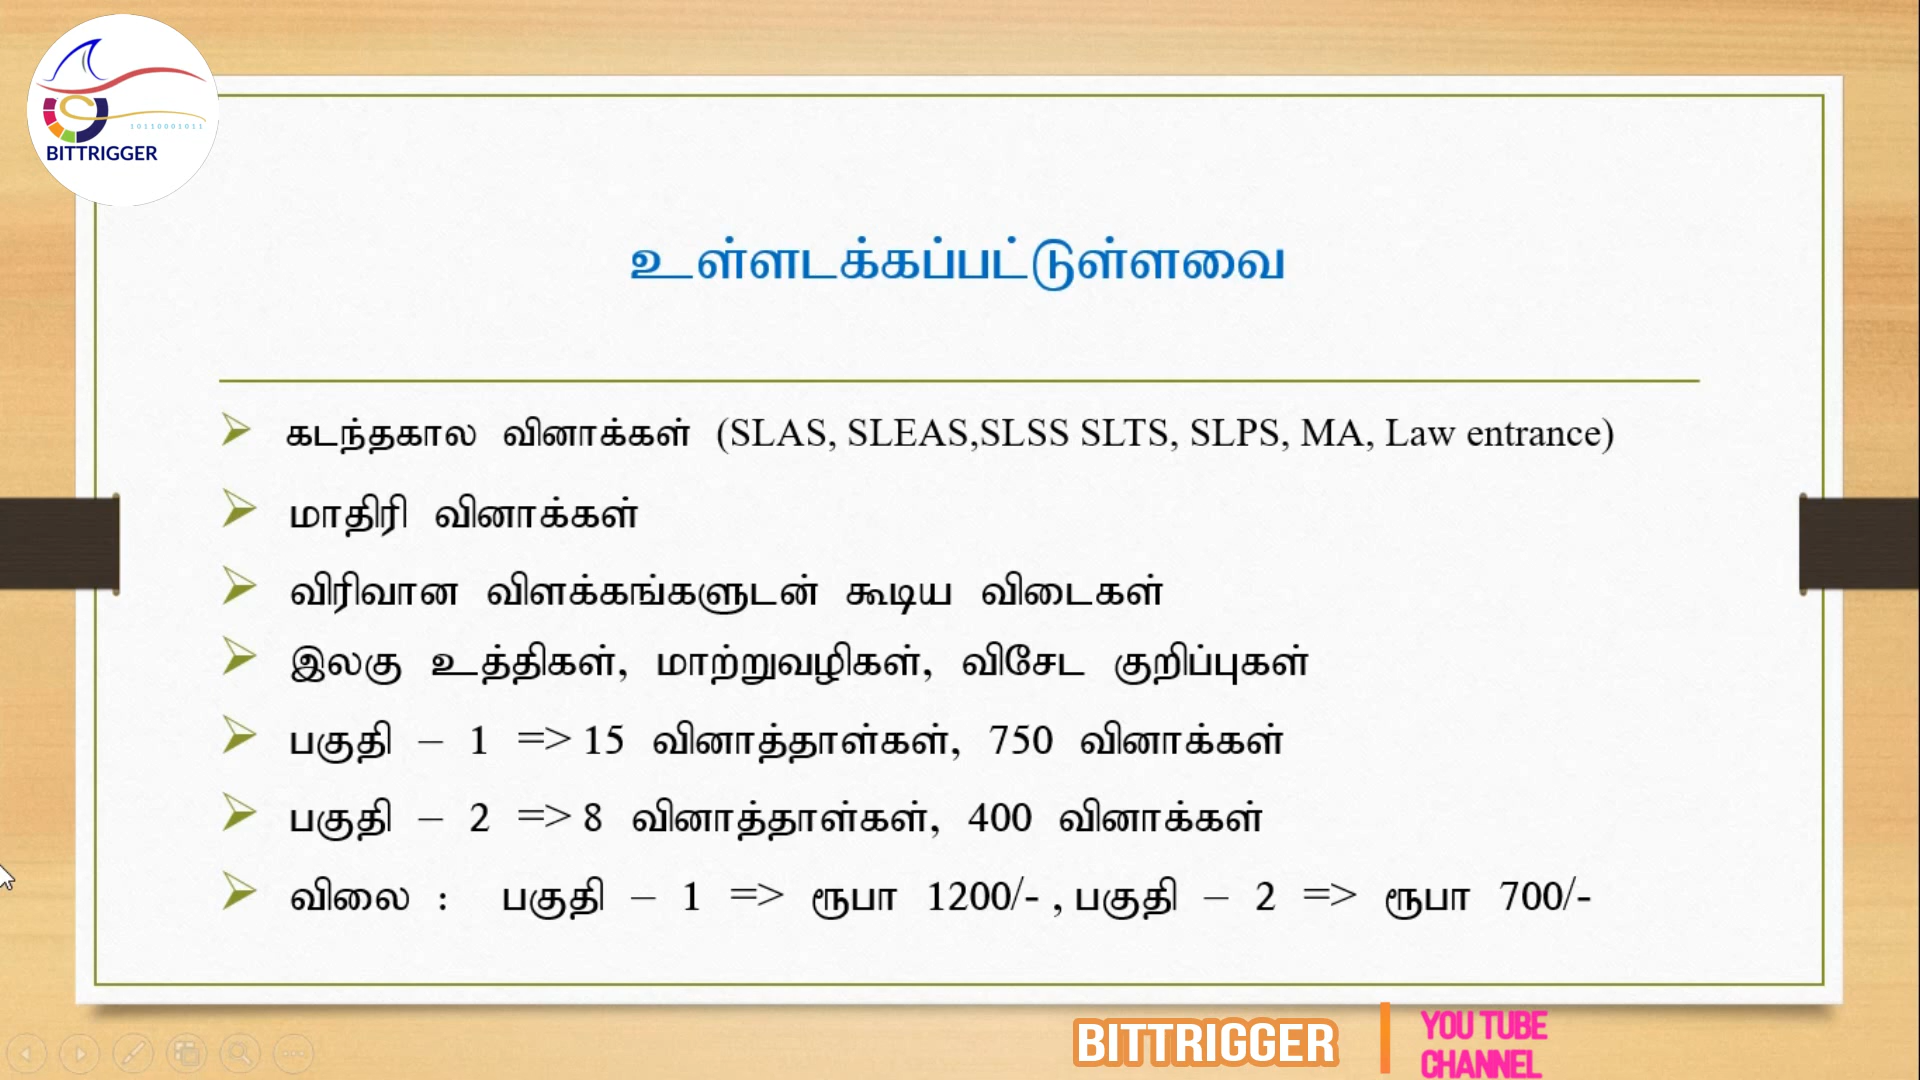 10110001011
BITTRIGGER
உள்ளடக்கப்பட்டுள்ளவை
கடந்தகால வினாக்கள் (SLAS, SLEAS,SLSS SLTS, SLPS, MA, Law entrance)
மாதிரி வினாக்கள்
விரிவான விளக்கங்களுடன் கூடிய விடைகள்
இலகு உத்திகள், மாற்றுவழிகள், விசேட குறிப்புகள்
பகுதி – 1 => 15 வினாத்தாள்கள், 750 வினாக்கள்
பகுதி – 2 => 8 வினாத்தாள்கள், 400 வினாக்கள்
விலை : பகுதி – 1 => ரூபா 1200/- , பகுதி – 2 => ரூபா 700/-
BITTRIGGER
YOU TUBE
CHANNEL